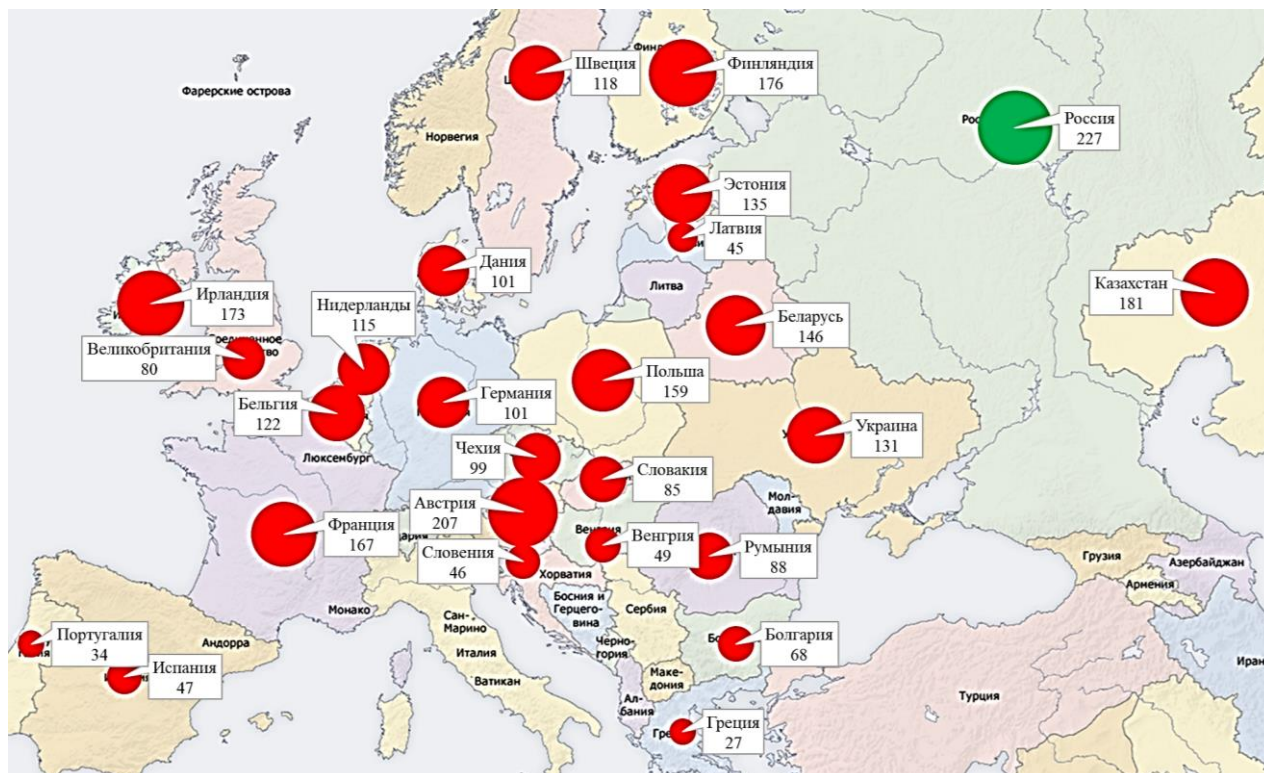 Фарерские острова
Швеция
118
Финляндия
176
Россия
227
Норвегия
Эстония
135
Латвия
45
Дания
101
Литва
Казахстан
181
Ирландия
173
Нидерланды
115
Беларусь
146
Великобритания
80
Польша
159
Бельгия
122
Германия
101
Украина
131
Люксембург
Чехия
99
Словакия
85
Мол-
давия
Австрия
207
Франция
167
Венгрия
49
Румыния
88
Словения
46
Хорватия
Грузия
Азербайджан
Армения
Босния и
Герцего-
вина
Сербия
Монако
Сан-
Марино
Италия
Андорра
Португалия
34
Испания
47
Черно-
гория
Болгария
68
Ватикан
Маке-
дония
Ал-
бания
Турция
Иран
Греция
27